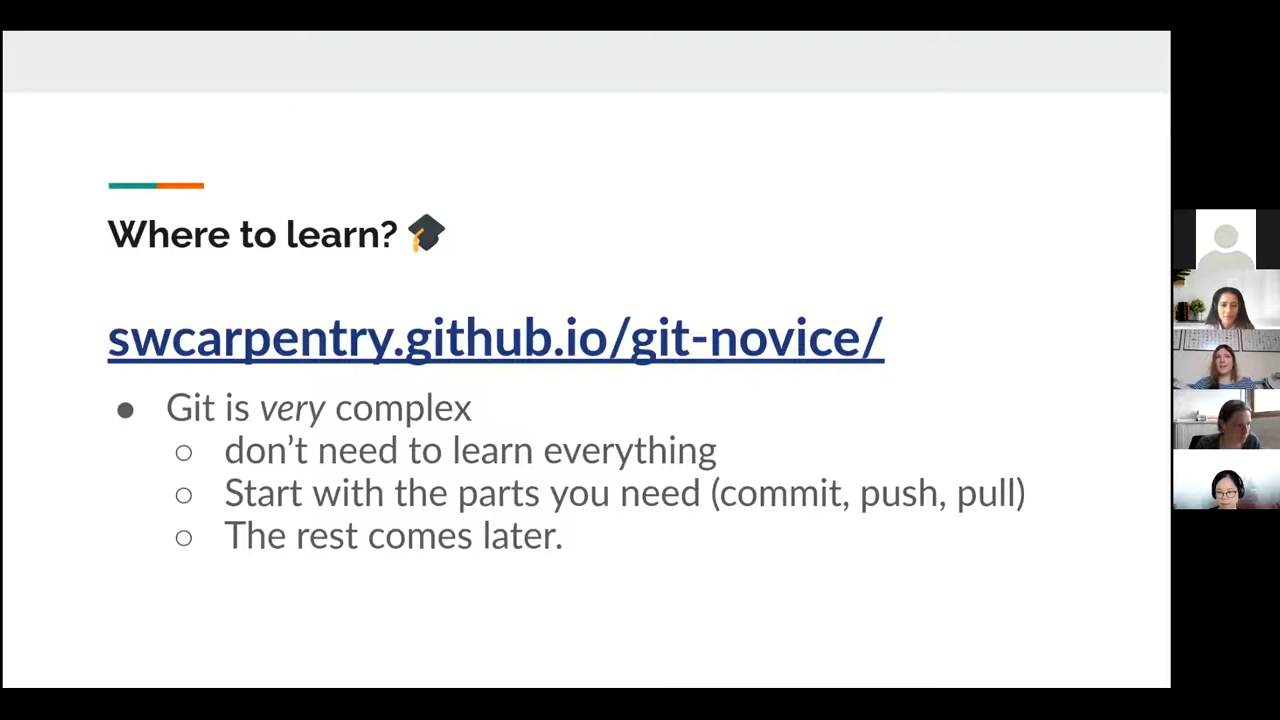 Where to learn? 🎓
swcarpentry.github.io/git-novice/
● Git is very complex
○ don’t need to learn everything
○ Start with the parts you need (commit, push, pull)
○ The rest comes later.